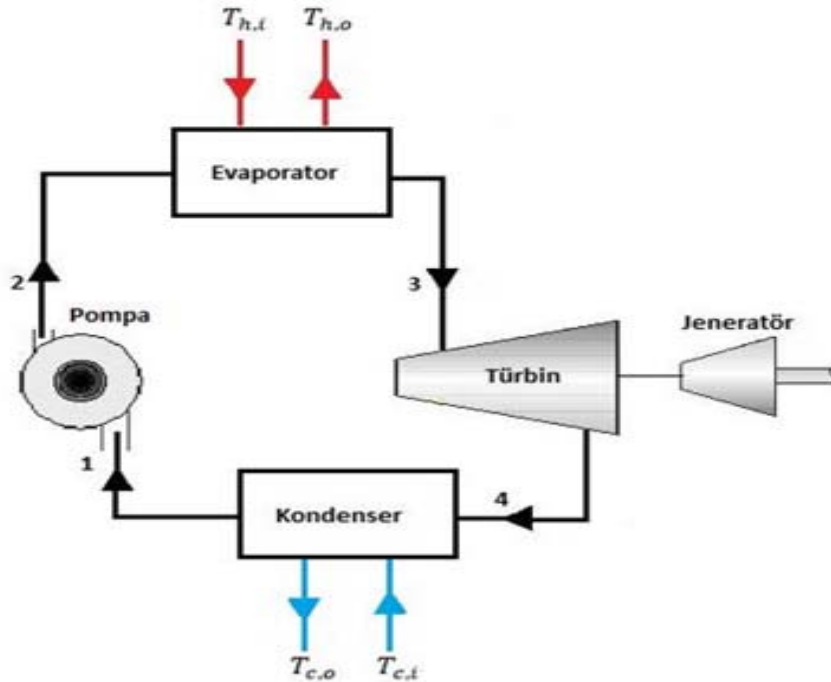 T_{h,i} T_{h,o}
Evaporator
2
3
Pompa
Jeneratör
Türbin
1
4
Kondenser
T_{c,o} T_{c,i}